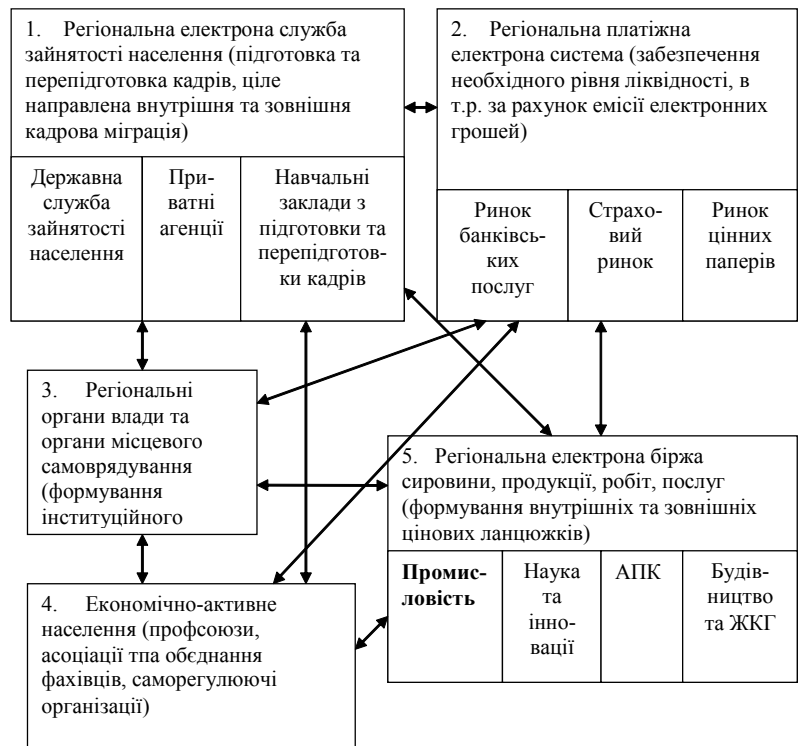 1. Регіональна електрона служба
зайнятості населення (підготовка та
перепідготовка кадрів, ціле
направлена внутрішня та зовнішня
кадрова міграція)
Державна
служба
зайнятості
населення
При-
ватні
агенції
Навчальні
заклади з
підготовки та
перепідготов-
ки кадрів
2. Регіональна платіжна
електрона система (забезпечення
необхідного рівня ліквідності, в
т.р. за рахунок емісії електронних
грошей)
Ринок
банківсь-
ких
послуг
Страхо-
вий
ринок
Ринок
цінних
паперів
3. Регіональні
органи влади та
органи місцевого
самоврядування
(формування
інституційного
5. Регіональна електрона біржа
сировини, продукції, робіт, послуг
(формування внутрішніх та зовнішніх
цінових ланцюжків)
Промис-
ловість
Наука
та
інно-
вації
АПК
Будів-
ництво
та ЖКГ
4. Економічно-активне
населення (профсоюзи,
асоціації тпа обєднання
фахівців, саморегулюючі
організації)